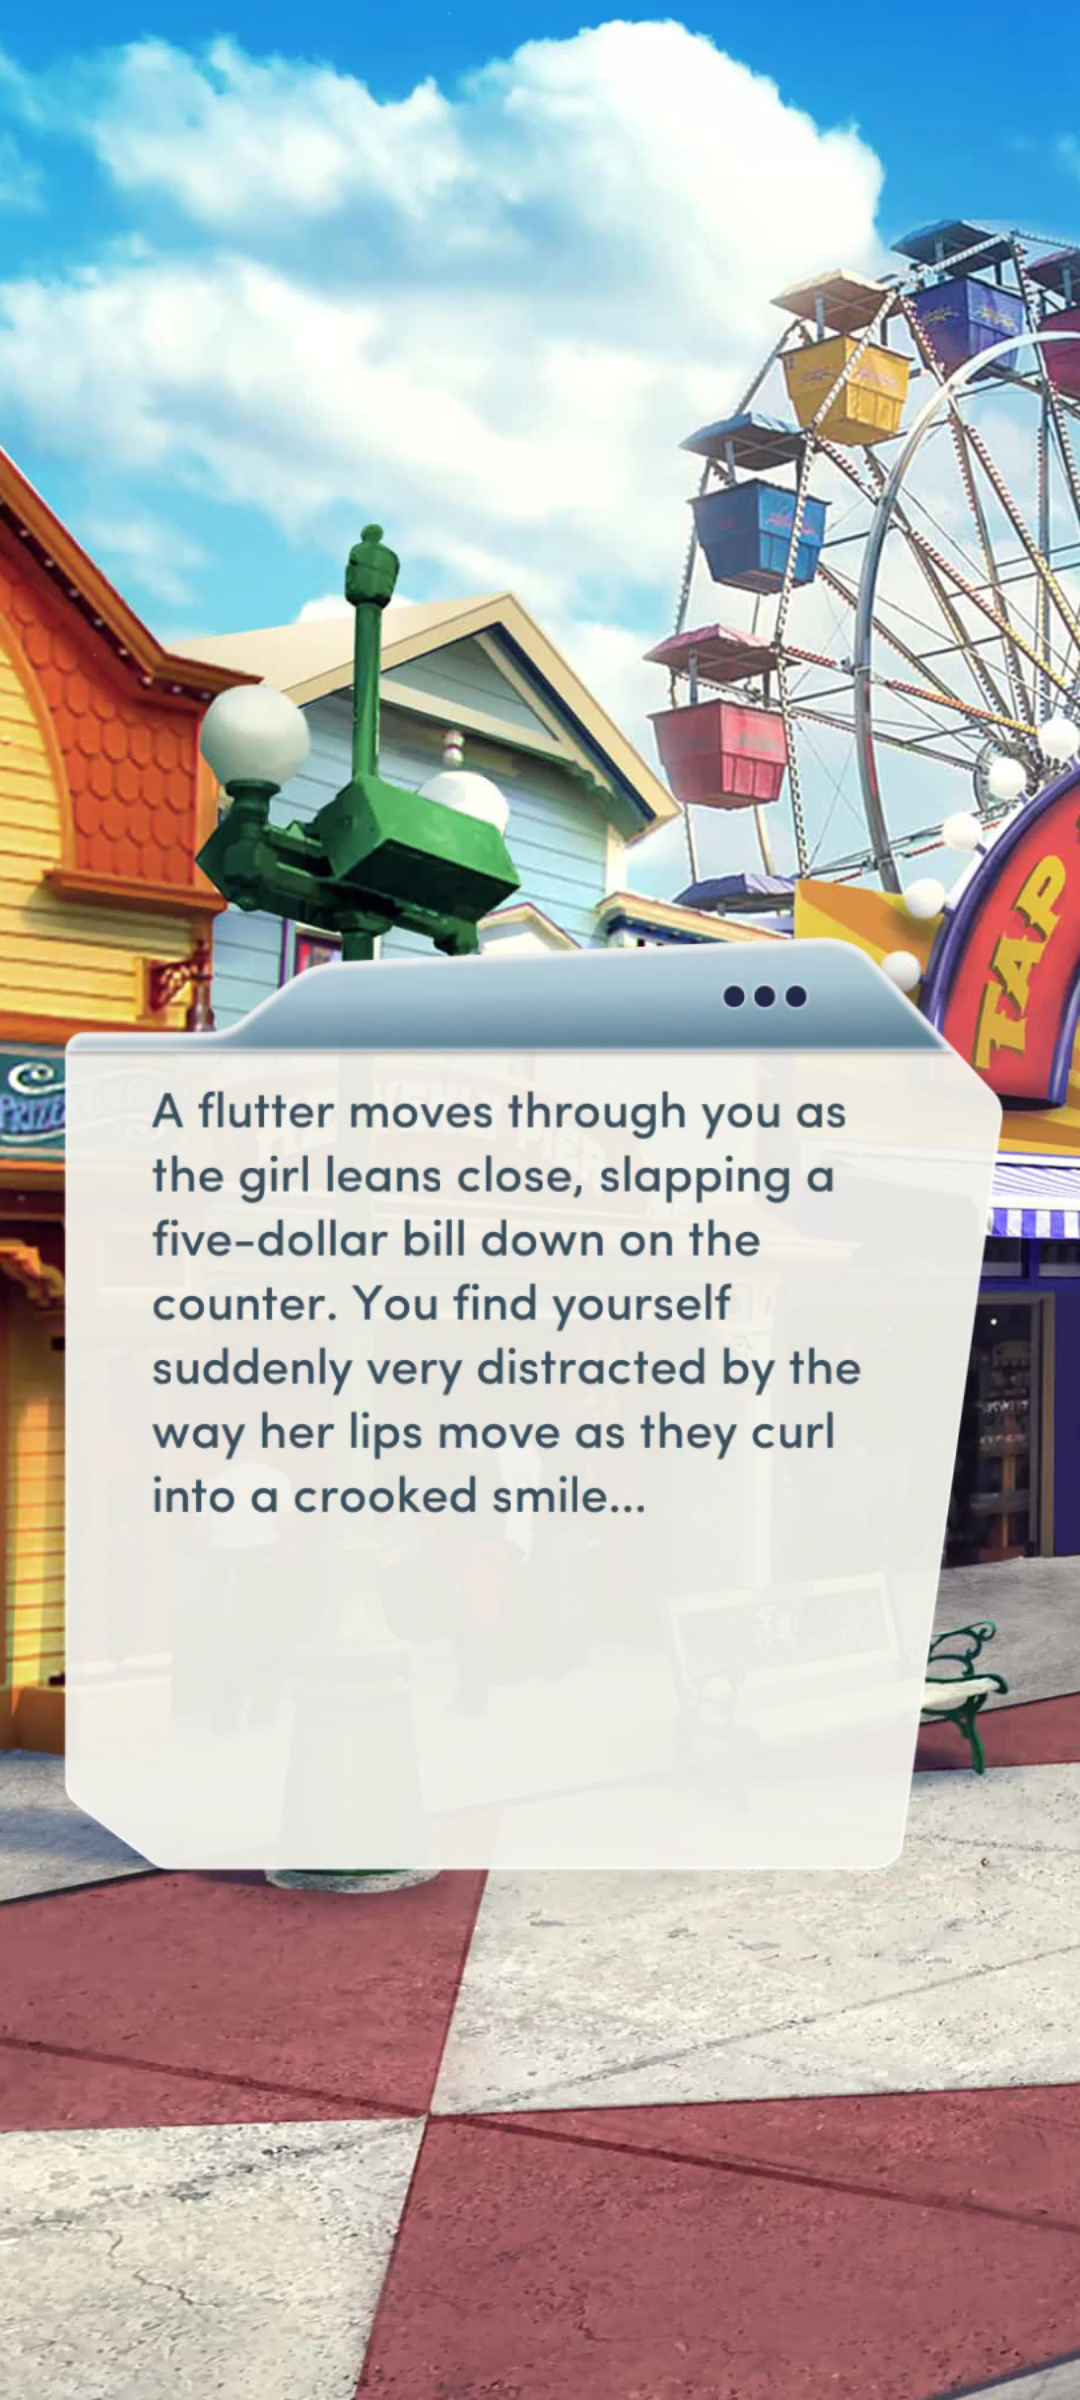 TAP
PRIZE
A flutter moves through you as
the girl leans close, slapping a
five-dollar bill down on the
counter. You find yourself
suddenly very distracted by the
way her lips move as they curl
into a crooked smile...